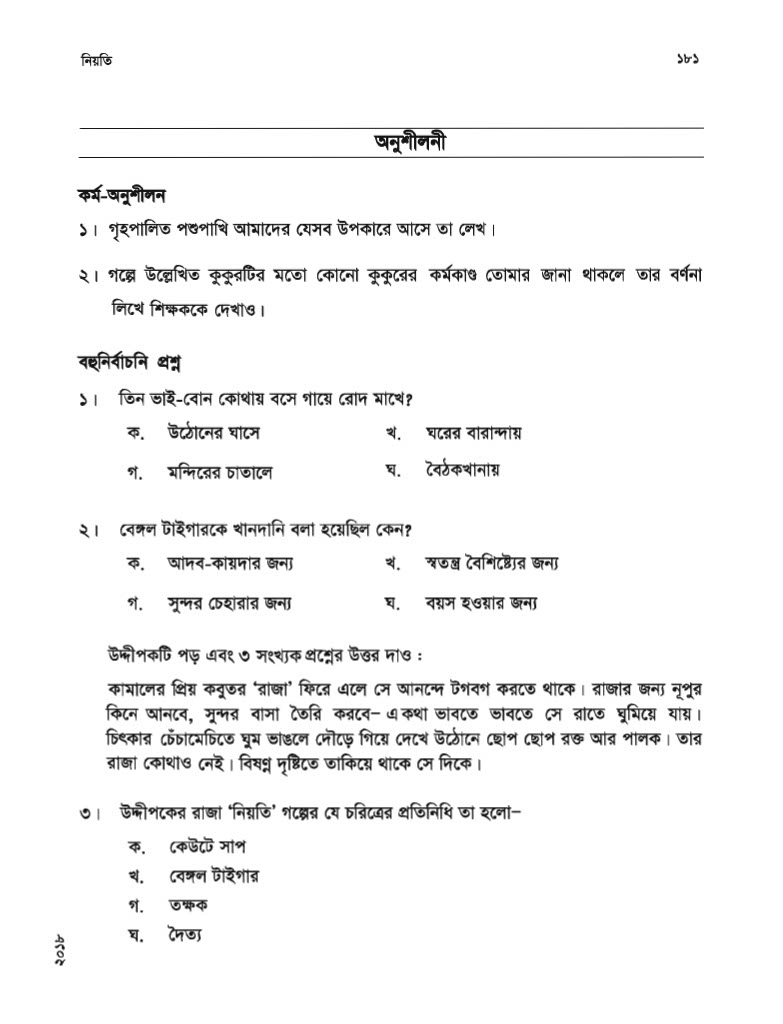 নিয়তি ১৮১
অনুশীলনী
কর্ম-অনুশীলন
১। গৃহপালিত পশুপাখি আমাদের যেসব উপকারে আসে তা লেখ।
২। গল্পে উল্লেখিত কুকুরটির মতো কোনো কুকুরের কর্মকাণ্ড তোমার জানা থাকলে তার বর্ণনা
লিখে শিক্ষককে দেখাও।
বহুনির্বাচনি প্রশ্ন
১। তিন ভাই-বোন কোথায় বসে গায়ে রোদ মাখে?
ক. উঠোনের ঘাসে খ. ঘরের বারান্দায়
গ. মন্দিরের চাতালে ঘ. বৈঠকখানায়
২। বেঙ্গল টাইগারকে খানদানি বলা হয়েছিল কেন?
ক. আদব-কায়দার জন্য খ. স্বতন্ত্র বৈশিষ্ট্যের জন্য
গ. সুন্দর চেহারার জন্য ঘ. বয়স হওয়ার জন্য
উদ্দীপকটি পড় এবং ৩ সংখ্যক প্রশ্নের উত্তর দাও :
কামালের প্রিয় কবুতর ‘রাজা’ ফিরে এলে সে আনন্দে টগবগ করতে থাকে। রাজার জন্য নূপুর
কিনে আনবে, সুন্দর বাসা তৈরি করবে– এ কথা ভাবতে ভাবতে সে রাতে ঘুমিয়ে যায়।
চিৎকার চেঁচামেচিতে ঘুম ভাঙলে দৌড়ে গিয়ে দেখে উঠোনে ছোপ ছোপ রক্ত আর পালক। তার
রাজা কোথাও নেই। বিষণ্ন দৃষ্টিতে তাকিয়ে থাকে সে দিকে।
৩। উদ্দীপকের রাজা ‘নিয়তি’ গল্পের যে চরিত্রের প্রতিনিধি তা হলো–
ক. কেউটে সাপ
খ. বেঙ্গল টাইগার
গ. তক্ষক
ঘ. দৈত্য
২০১৮